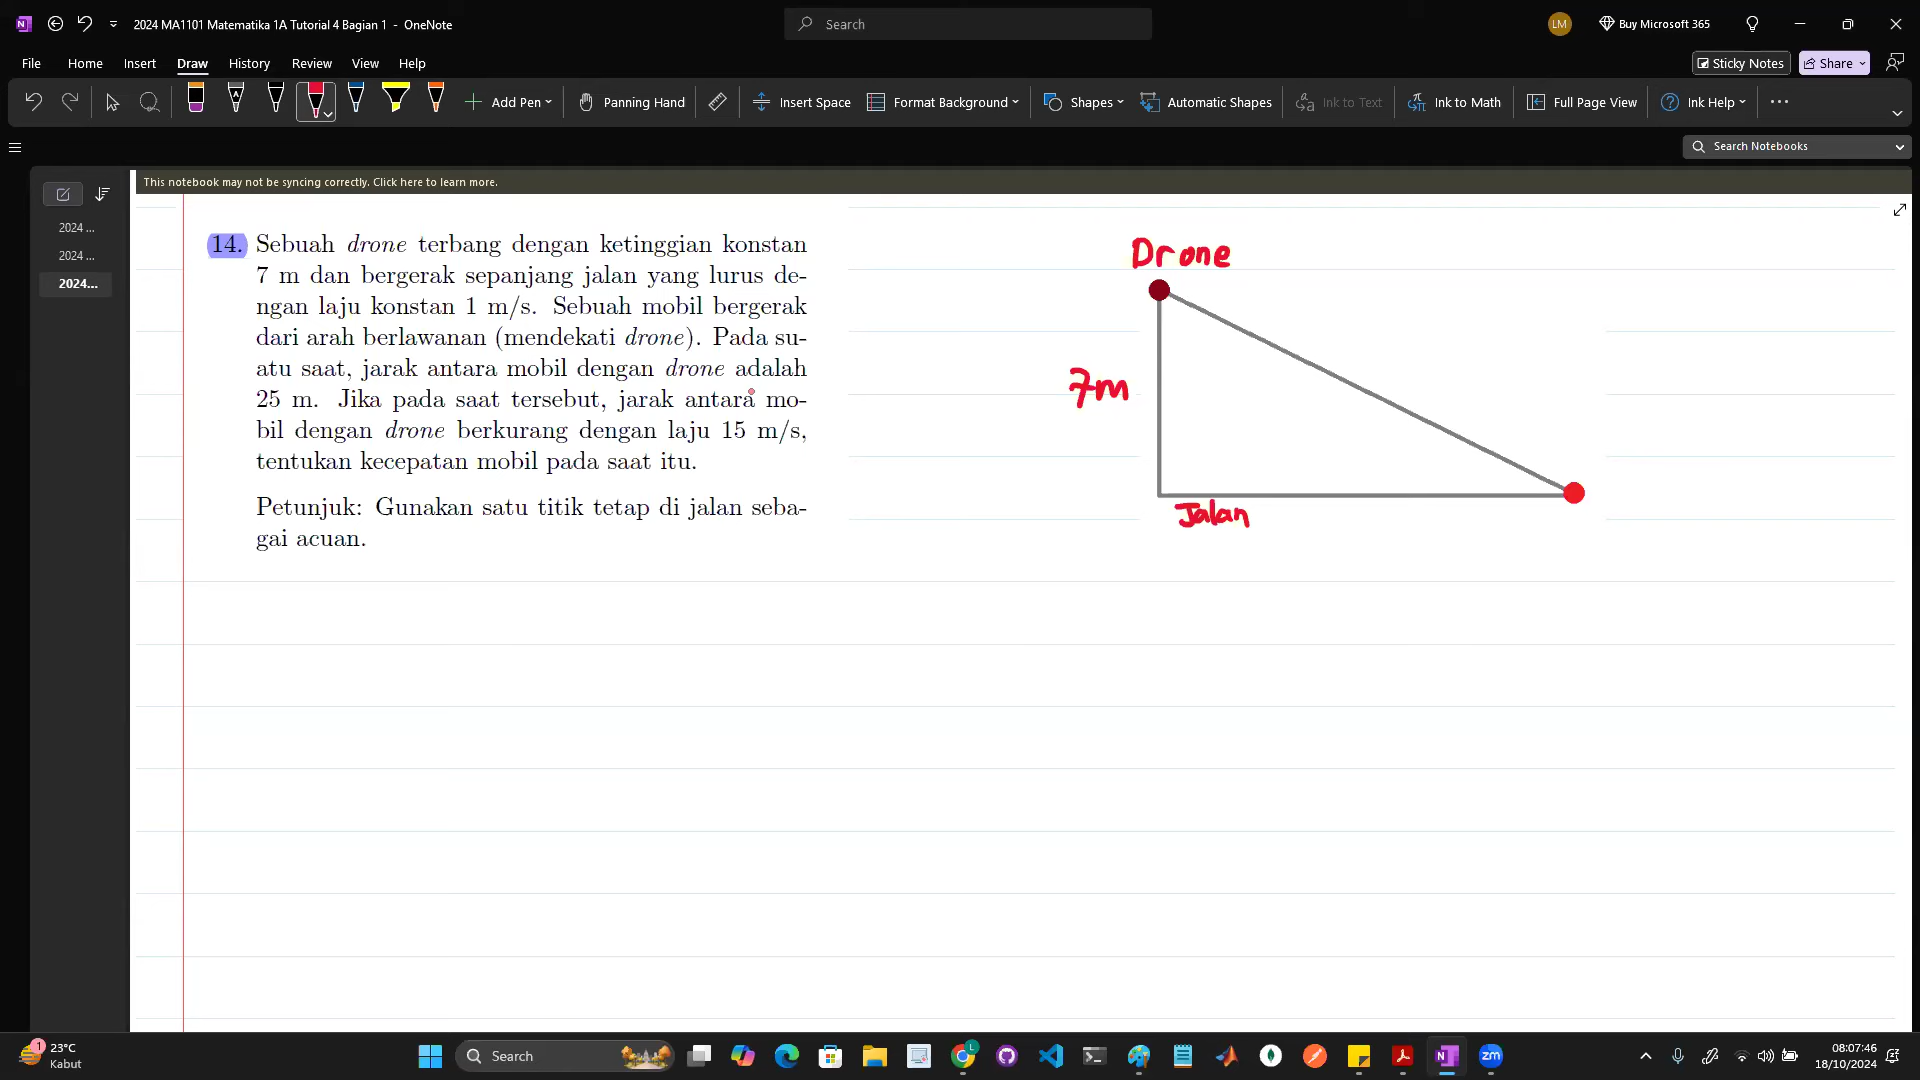 2024 MA1101 Matematika 1A Tutorial 4 Bagian 1 - OneNote
Search
LM
Buy Microsoft 365
File Home Insert Draw History Review View Help
Sticky Notes
Share
Add Pen
Panning Hand
Insert Space
Format Background
Shapes
Automatic Shapes
Ink to Text
Ink to Math
Full Page View
Ink Help
Search Notebooks
This notebook may not be syncing correctly. Click here to learn more.
2024 ...
2024 ...
2024...
14. Sebuah drone terbang dengan ketinggian konstan
7 m dan bergerak sepanjang jalan yang lurus de-
ngan laju konstan 1 m/s. Sebuah mobil bergerak
dari arah berlawanan (mendekati drone). Pada su-
atu saat, jarak antara mobil dengan drone adalah
25 m. Jika pada saat tersebut, jarak antara mo-
bil dengan drone berkurang dengan laju 15 m/s,
tentukan kecepatan mobil pada saat itu.
Petunjuk: Gunakan satu titik tetap di jalan seba-
gai acuan.
Drone
7m
Jalan
1
23°C
Kabut
Search
L
zm
08:07:46
18/10/2024